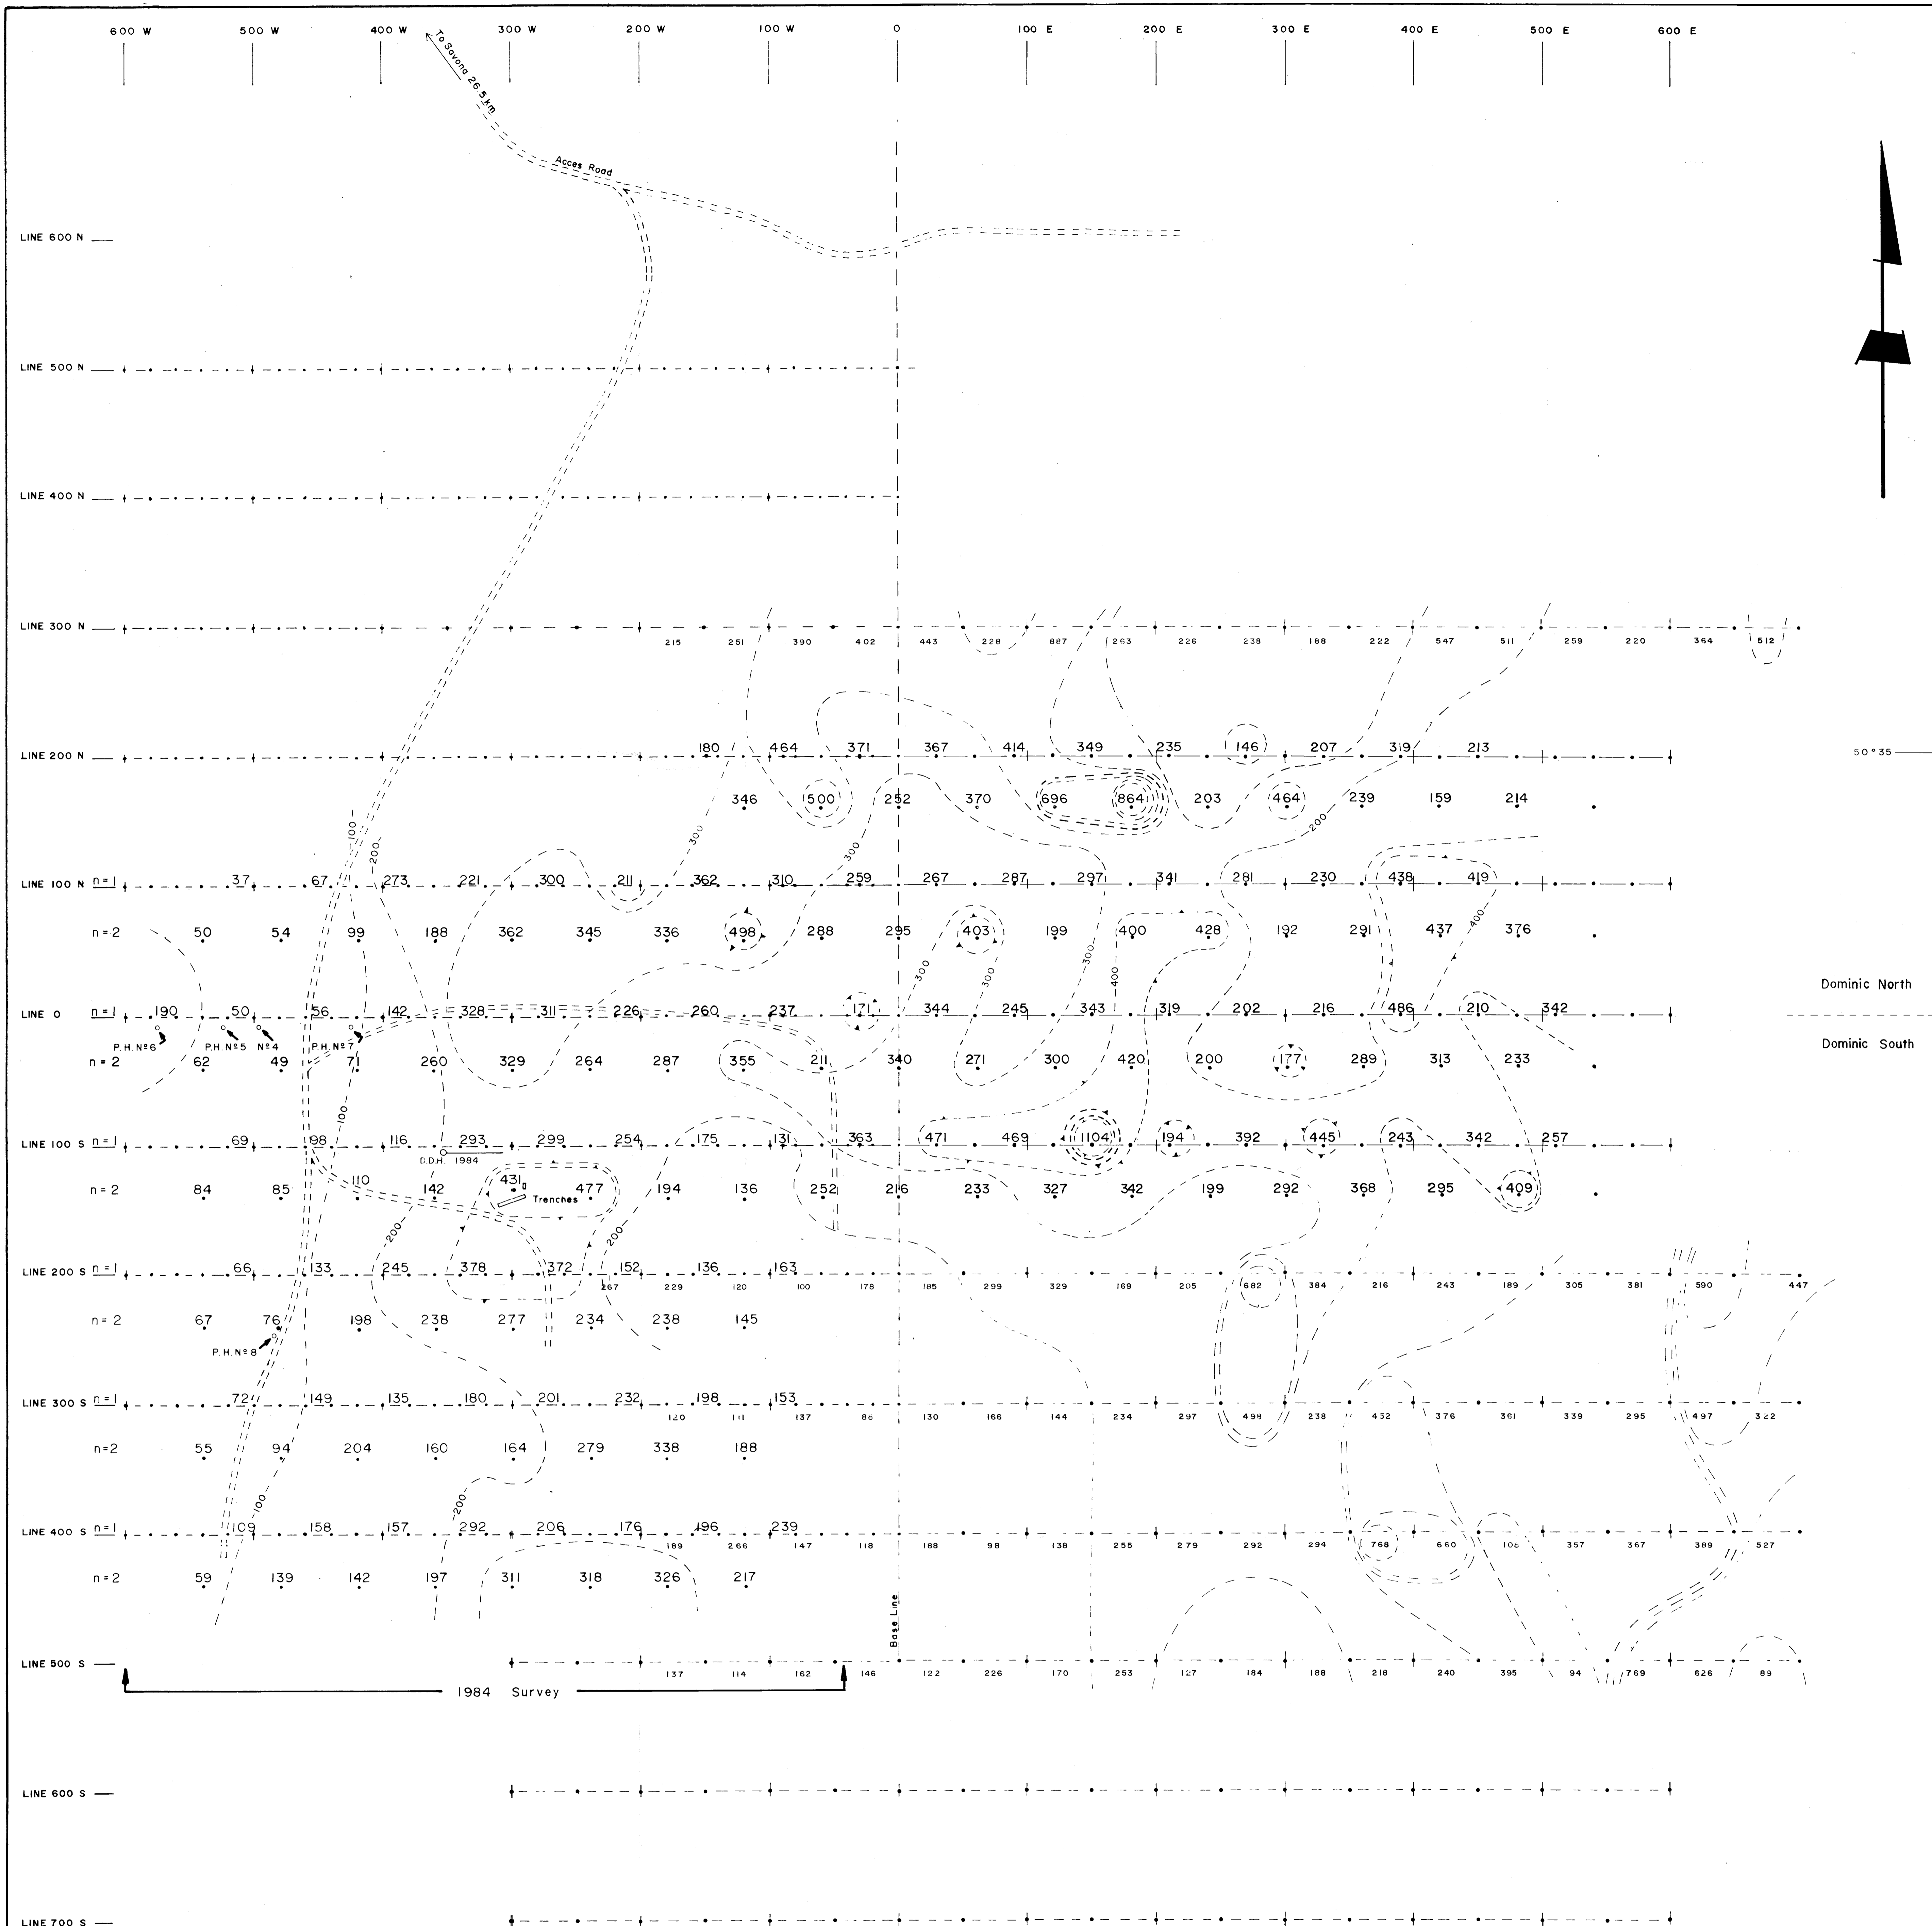 600 W 500 W 400 W 300 W 200 W 100 W 0 100 E 200 E 300 E 400 E 500 E 600 E
To Savona 26.5 km
Acces Road
LINE 600 N
LINE 500 N
LINE 400 N
LINE 300 N
215 251 390 402 443 228 887 263 226 238 188 222 547 511 259 220 364 512
180 464 371 367 414 349 235 146 207 319 213
LINE 200 N
50°35
346 500 252 370 696 864 203 464 239 159 214
200
100
300
300
200
LINE 100 N n=1 37 67 273 221 300 211 362 310 259 267 287 297 341 281 230 438 419
400
n=2 50 54 99 188 362 345 336 498 288 295 403 199 400 428 192 291 437 376
300
300
300
400
Dominic North
LINE 0 n=1 190 50 56 142 328 311 226 260 237 171 344 245 343 319 202 216 486 210 342
P.H.Nº6 P.H.Nº5 Nº4 P.H.Nº7
Dominic South
n=2 62 49 71 260 329 264 287 355 211 340 271 300 420 200 177 289 313 233
100
LINE 100 S n=1 69 98 116 293 299 254 175 131 363 471 469 1104 194 392 445 243 342 257
D.D.H. 1984
n=2 84 85 110 142 431 477 194 136 252 216 233 327 342 199 292 368 295 409
Trenches
200
200
LINE 200 S n=1 66 133 245 378 372 152 136 163
267 229 120 100 178 185 299 329 169 205 682 384 216 243 189 305 381 590 447
n=2 67 76 198 238 277 234 238 145
P.H.Nº8
LINE 300 S n=1 72 149 135 180 201 232 198 153
120 111 137 86 130 166 144 234 297 498 238 452 376 361 339 295 497 322
n=2 55 94 204 160 164 279 338 188
100
200
LINE 400 S n=1 109 158 157 292 206 176 196 239
189 266 147 118 188 98 138 255 279 292 294 768 660 108 357 367 389 527
n=2 59 139 142 197 311 318 326 217
Base Line
LINE 500 S
137 114 162 146 122 226 170 253 127 184 188 218 240 395 94 769 626 89
1984 Survey
LINE 600 S
LINE 700 S